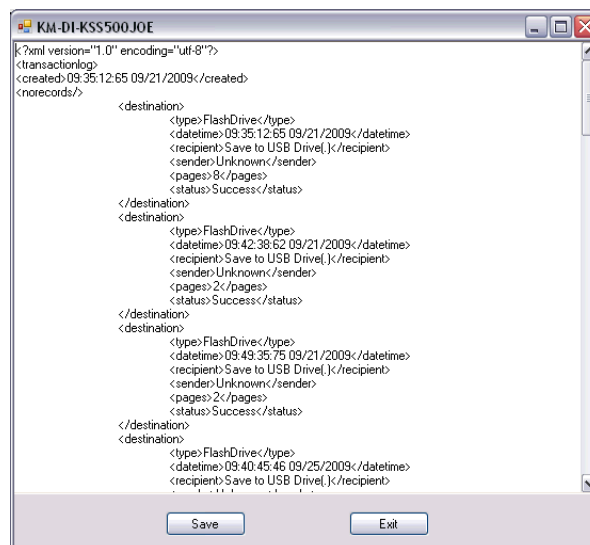 KM-DI-KSS500JOE
<?xml version="1.0" encoding="utf-8"?>
<transactionlog>
<created>09:35:12:65 09/21/2009</created>
<norecords/>
<destination>
<type>FlashDrive</type>
<datetime>09:35:12:65 09/21/2009</datetime>
<recipient>Save to USB Drive(.)</recipient>
<sender>Unknown</sender>
<pages>8</pages>
<status>Success</status>
</destination>
<destination>
<type>FlashDrive</type>
<datetime>09:42:38:62 09/21/2009</datetime>
<recipient>Save to USB Drive(.)</recipient>
<sender>Unknown</sender>
<pages>2</pages>
<status>Success</status>
</destination>
<destination>
<type>FlashDrive</type>
<datetime>09:49:35:75 09/21/2009</datetime>
<recipient>Save to USB Drive(.)</recipient>
<sender>Unknown</sender>
<pages>2</pages>
<status>Success</status>
</destination>
<destination>
<type>FlashDrive</type>
<datetime>09:40:45:46 09/25/2009</datetime>
<recipient>Save to USB Drive(.)</recipient>
Save Exit